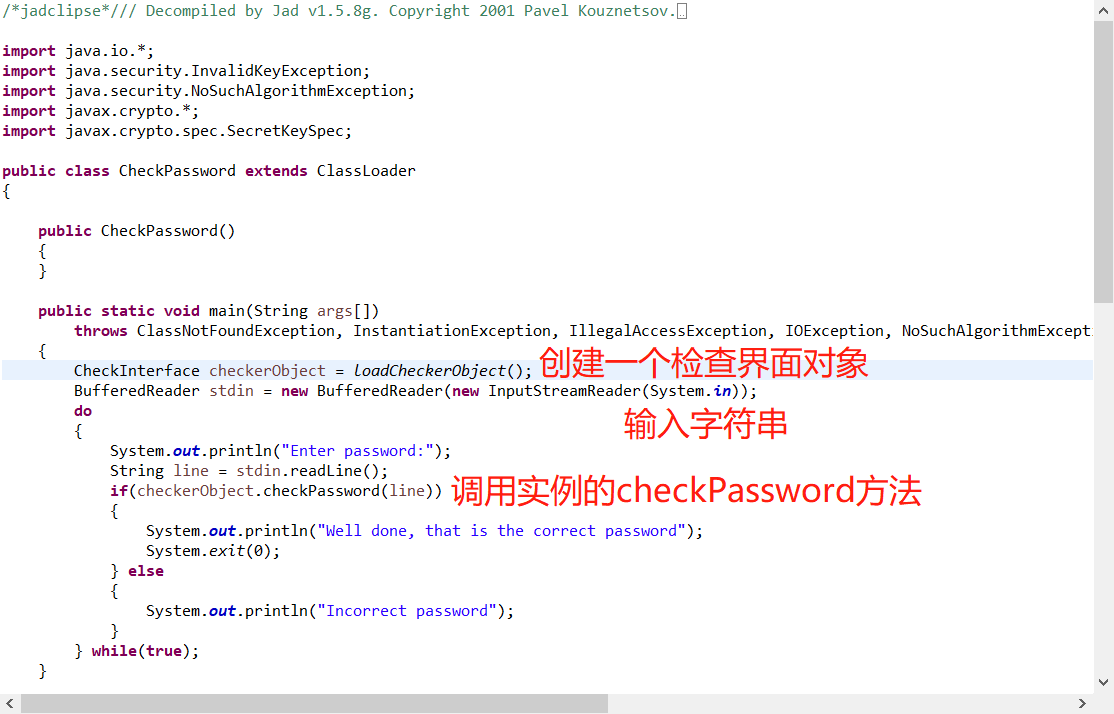 /*jadclipse*/// Decompiled by Jad v1.5.8g. Copyright 2001 Pavel Kouznetsov.
import java.io.*;
import java.security.InvalidKeyException;
import java.security.NoSuchAlgorithmException;
import javax.crypto.*;
import javax.crypto.spec.SecretKeySpec;
public class CheckPassword extends ClassLoader
{
public CheckPassword()
{
}
public static void main(String args[])
throws ClassNotFoundException, InstantiationException, IllegalAccessException, IOException, NoSuchAlgorithmExcepti
{
CheckInterface checkerObject = loadCheckerObject(); 创建一个检查界面对象
BufferedReader stdin = new BufferedReader(new InputStreamReader(System.in));
do
输入字符串
{
System.out.println("Enter password:");
String line = stdin.readLine();
if(checkerObject.checkPassword(line)) 调用实例的checkPassword方法
{
System.out.println("Well done, that is the correct password");
System.exit(0);
} else
{
System.out.println("Incorrect password");
}
} while(true);
}